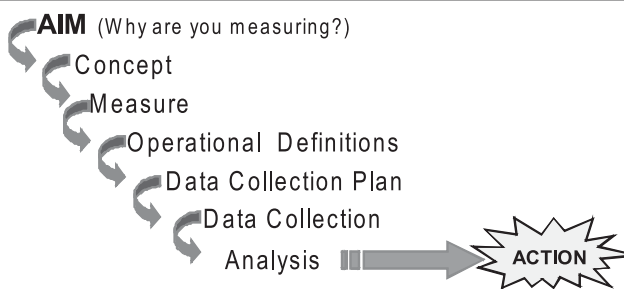 AIM (Why are you measuring?)
Concept
Measure
Operational Definitions
Data Collection Plan
Data Collection
Analysis
ACTION